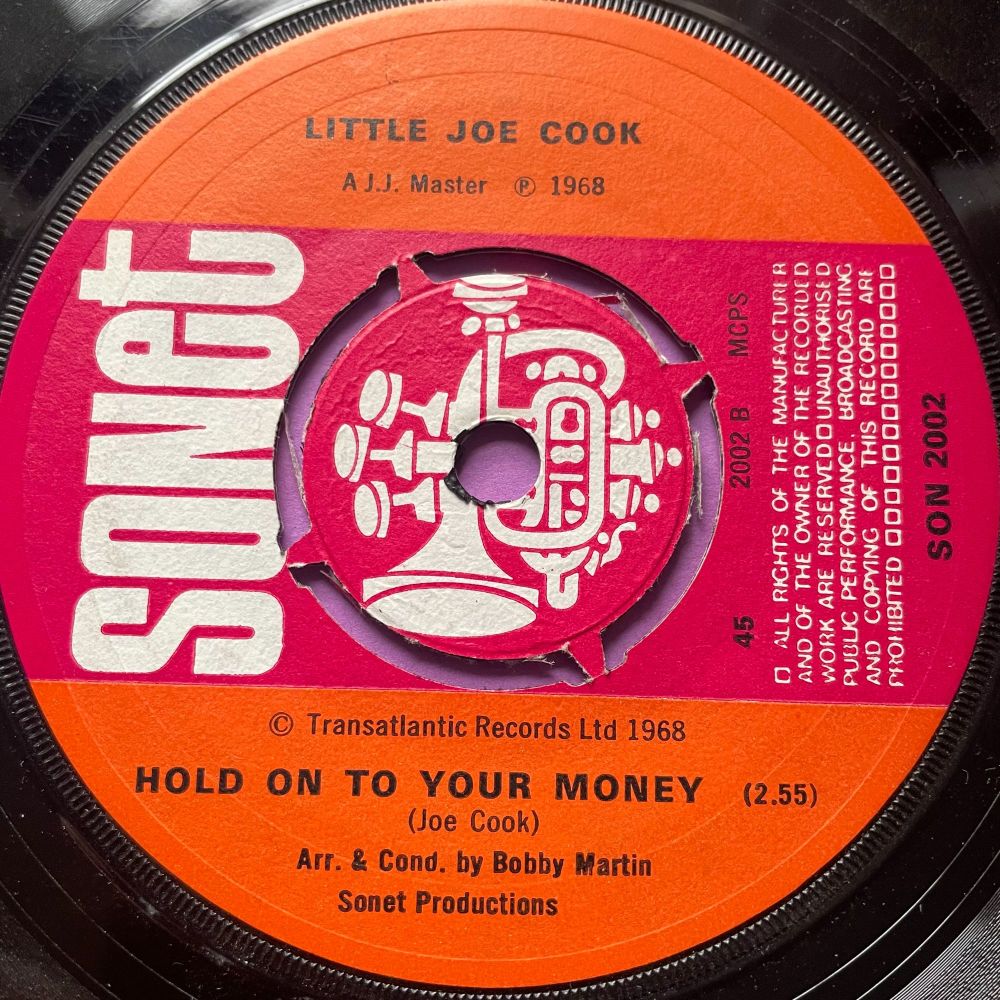 LITTLE JOE COOK
A J.J. Master ℗ 1968
sonet
45 2002 B MCPS
▢ ALL RIGHTS OF THE MANUFACTURER
AND OF THE OWNER OF THE RECORDED
WORK ARE RESERVED▢UNAUTHORISED
PUBLIC PERFORMANCE, BROADCASTING
AND COPYING OF THIS RECORD ARE
PROHIBITED▢▢▢▢▢▢▢▢▢▢▢▢▢▢▢
SON 2002
© Transatlantic Records Ltd 1968
HOLD ON TO YOUR MONEY (2.55)
(Joe Cook)
Arr. & Cond. by Bobby Martin
Sonet Productions